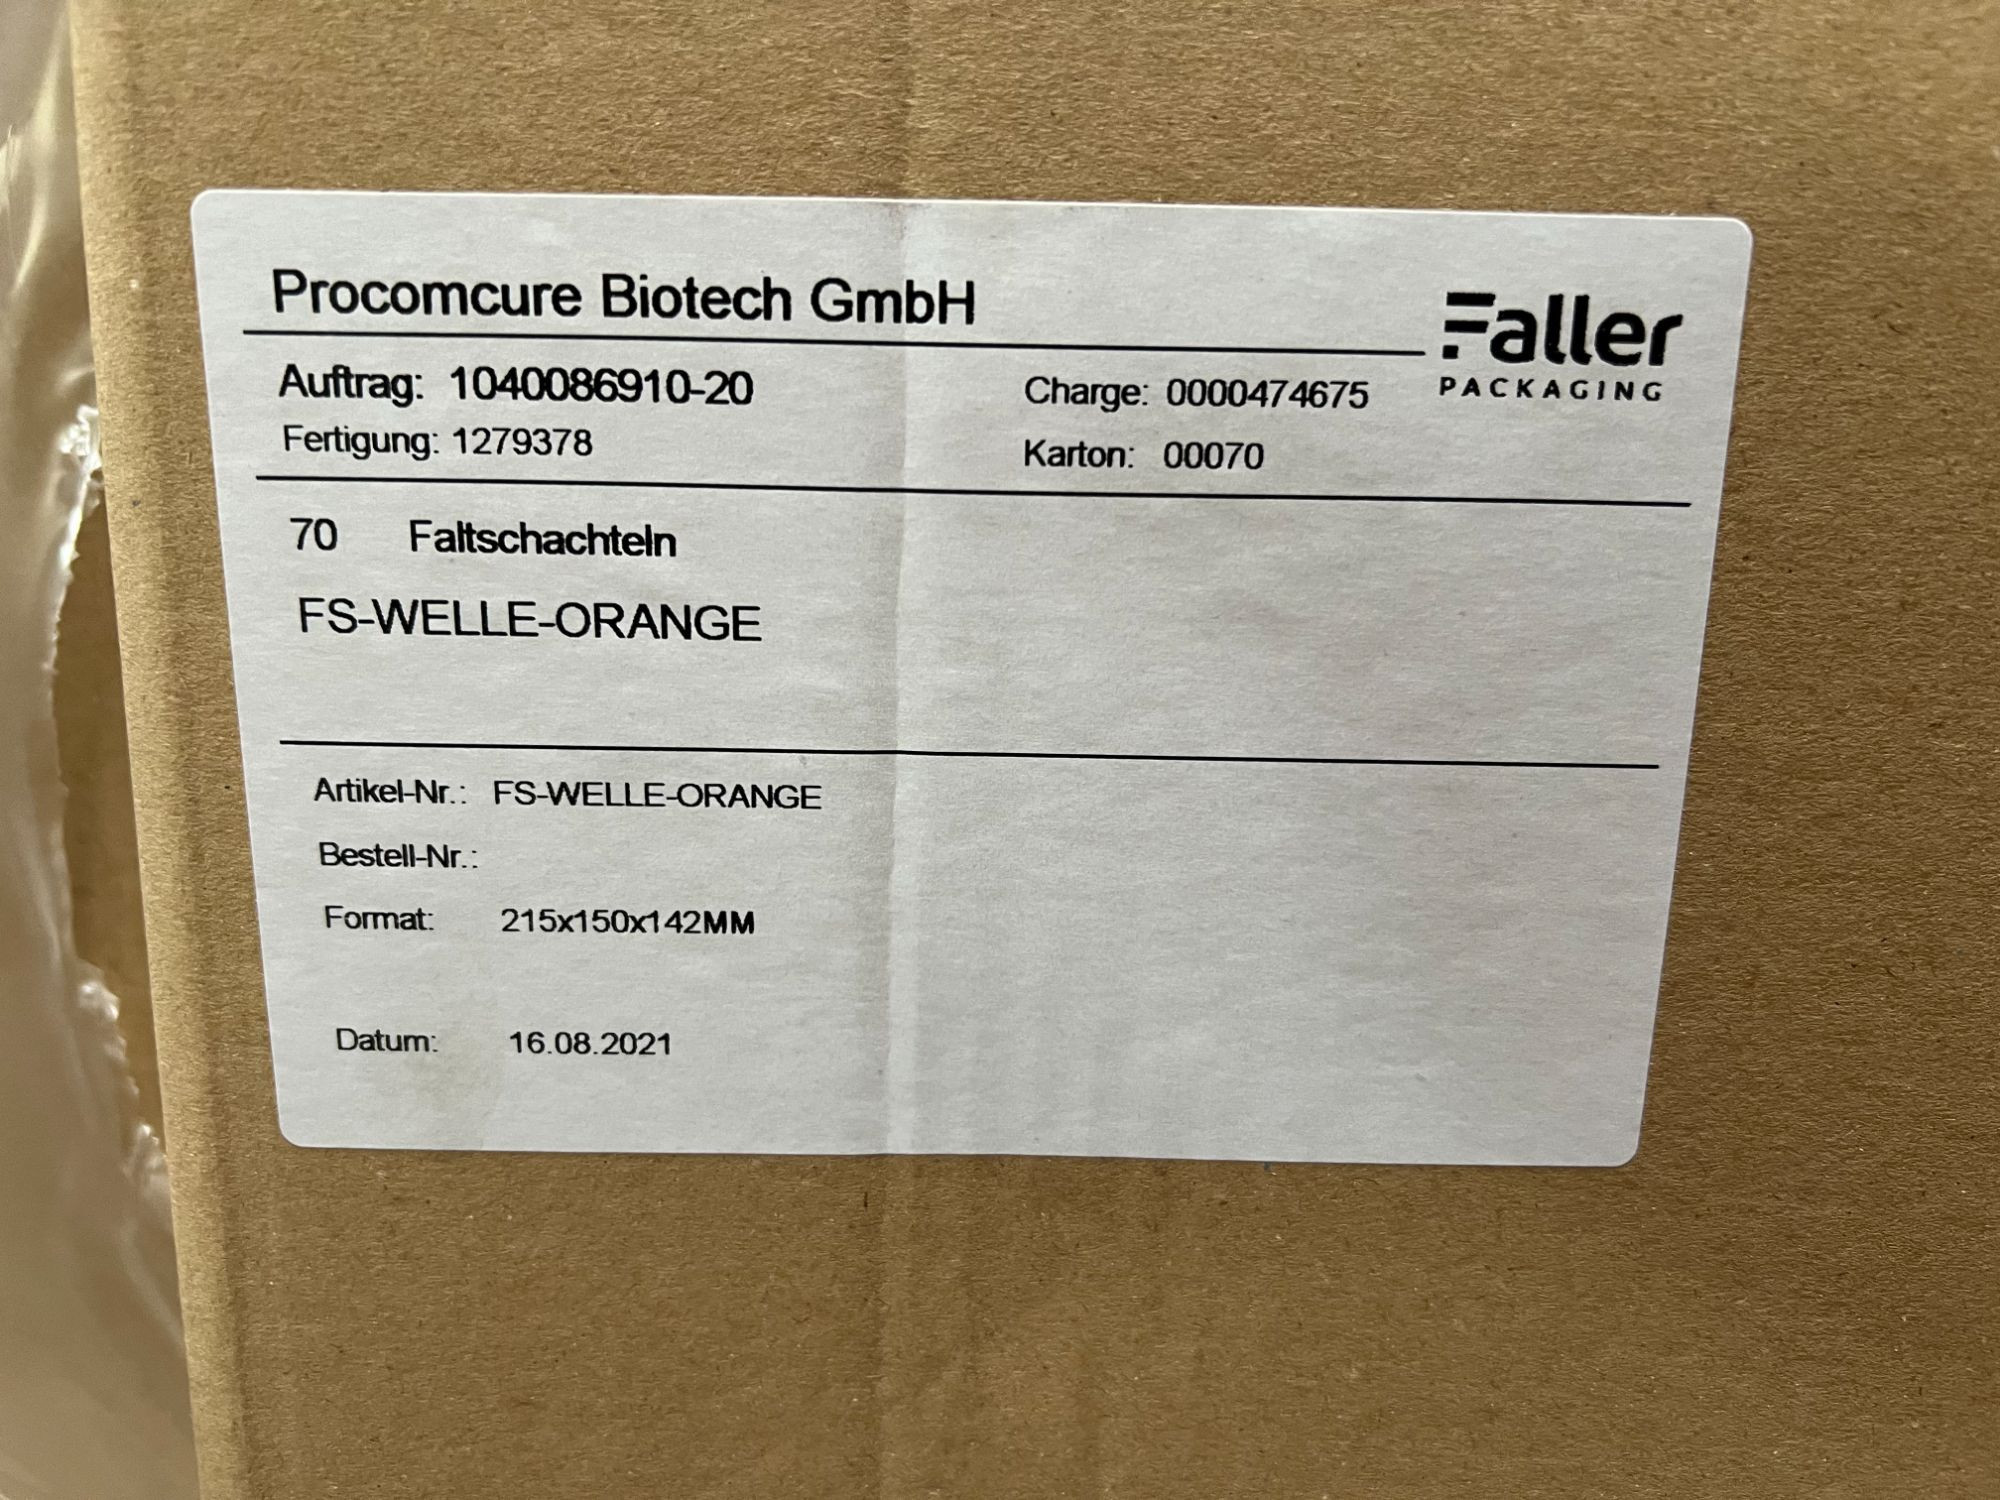 Procomcure Biotech GmbH
Faller
PACKAGING
Auftrag: 1040086910-20
Charge: 0000474675
Fertigung: 1279378
Karton: 00070
70 Faltschachteln
FS-WELLE-ORANGE
Artikel-Nr.: FS-WELLE-ORANGE
Bestell-Nr.:
Format: 215x150x142MM
Datum: 16.08.2021